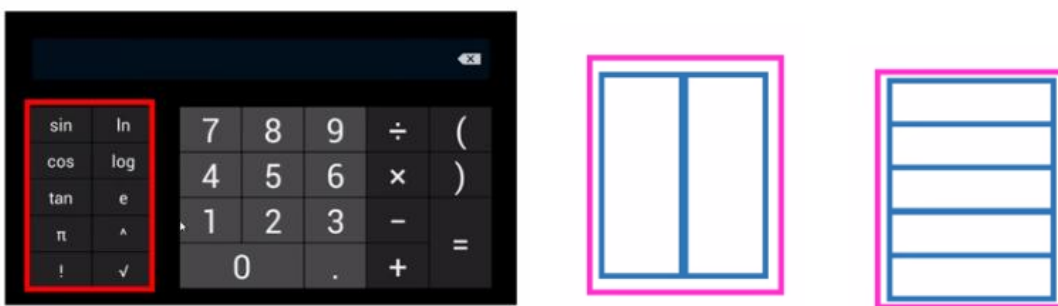 sin ln
cos log
tan e
π ^
! √
7 8 9 ÷ (
4 5 6 × )
1 2 3 −
0 . + =